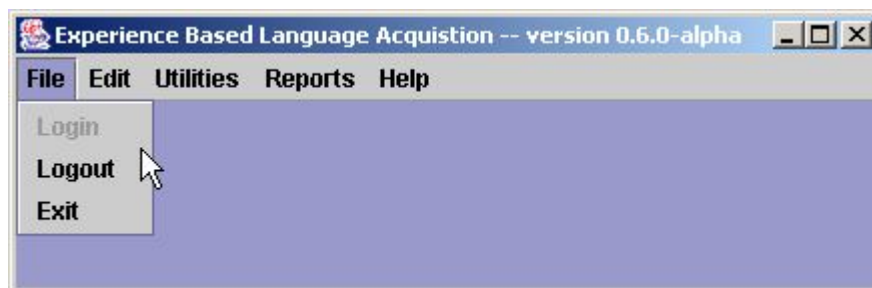 Experience Based Language Acquistion -- version 0.6.0-alpha
File Edit Utilities Reports Help
Login
Logout
Exit